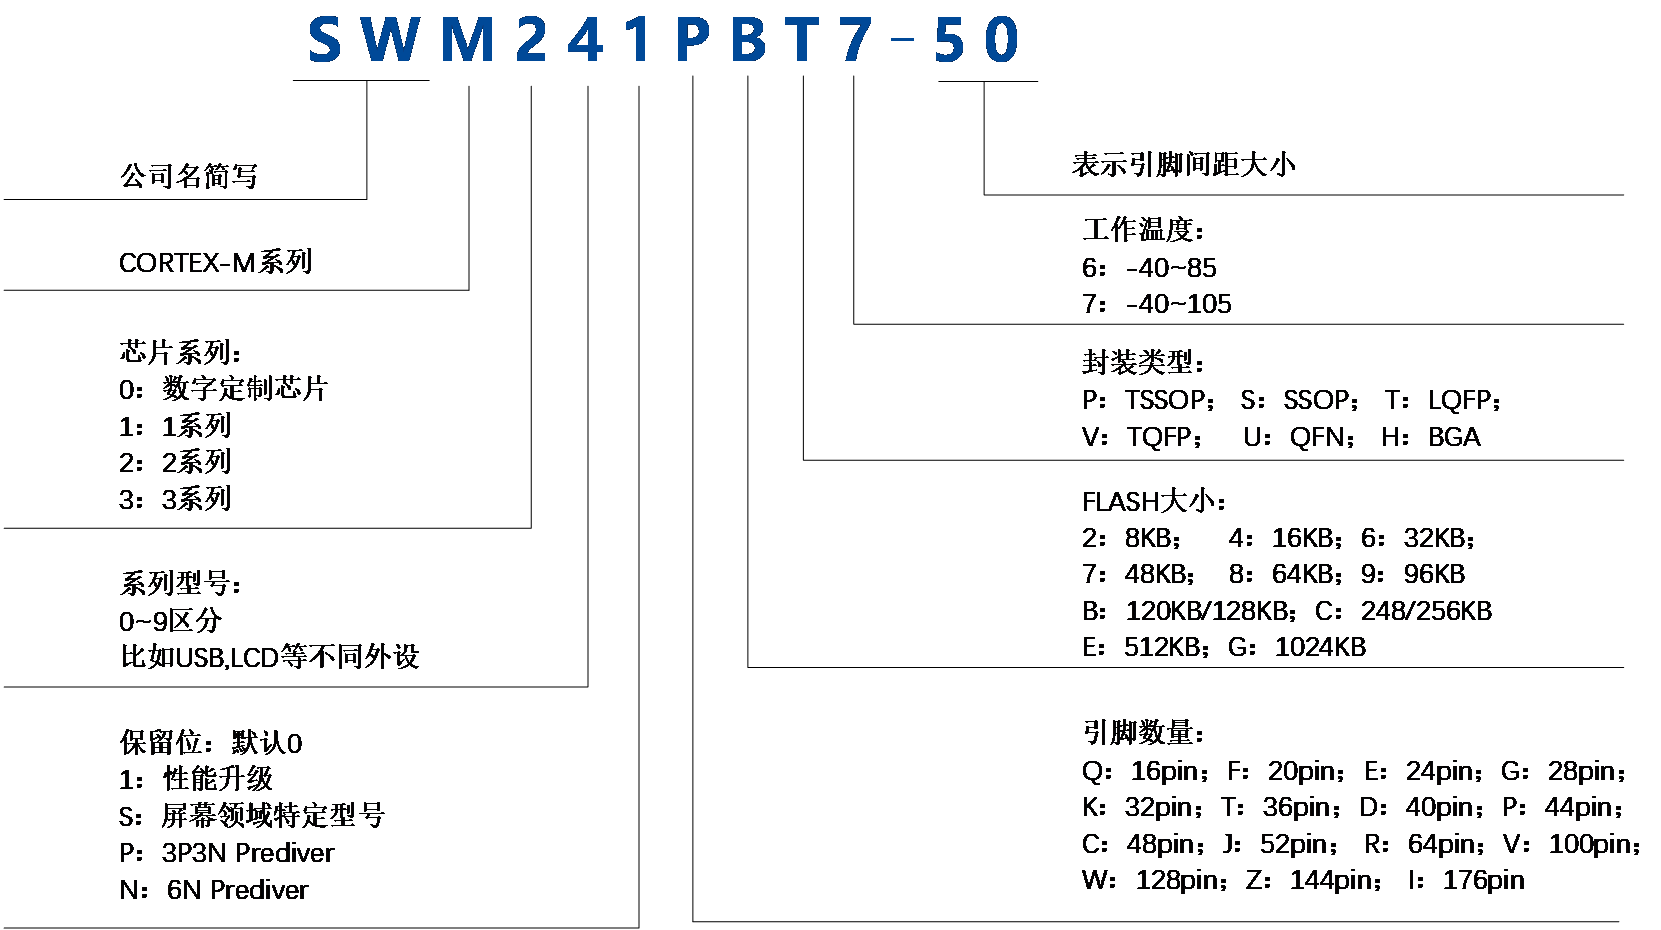 SWM241PBT7-50
公司名简写
CORTEX-M系列
芯片系列：
0：数字定制芯片
1：1系列
2：2系列
3：3系列
系列型号：
0~9区分
比如USB,LCD等不同外设
保留位：默认0
1：性能升级
S：屏幕领域特定型号
P：3P3N Prediver
N：6N Prediver
表示引脚间距大小
工作温度：
6：-40~85
7：-40~105
封装类型：
P：TSSOP； S：SSOP； T：LQFP；
V：TQFP； U：QFN； H：BGA
FLASH大小：
2：8KB； 4：16KB；6：32KB；
7：48KB； 8：64KB；9：96KB
B：120KB/128KB；C：248/256KB
E：512KB；G：1024KB
引脚数量：
Q：16pin；F：20pin；E：24pin；G：28pin；
K：32pin；T：36pin；D：40pin；P：44pin；
C：48pin；J：52pin； R：64pin；V：100pin；
W：128pin；Z：144pin； I：176pin